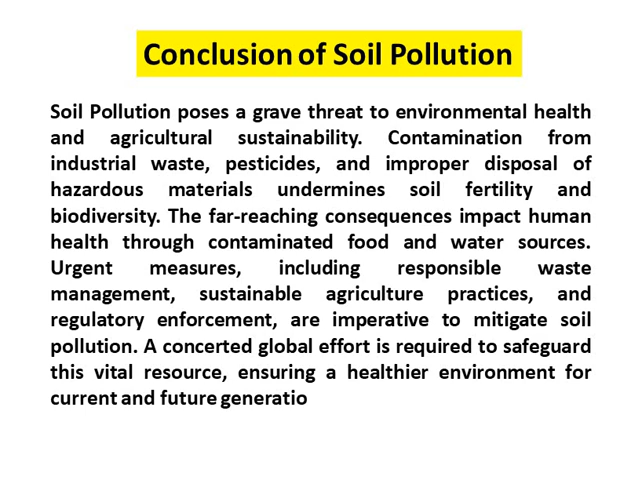 Conclusion of Soil Pollution
Soil Pollution poses a grave threat to environmental health
and agricultural sustainability. Contamination from
industrial waste, pesticides, and improper disposal of
hazardous materials undermines soil fertility and
biodiversity. The far-reaching consequences impact human
health through contaminated food and water sources.
Urgent measures, including responsible waste
management, sustainable agriculture practices, and
regulatory enforcement, are imperative to mitigate soil
pollution. A concerted global effort is required to safeguard
this vital resource, ensuring a healthier environment for
current and future generatio